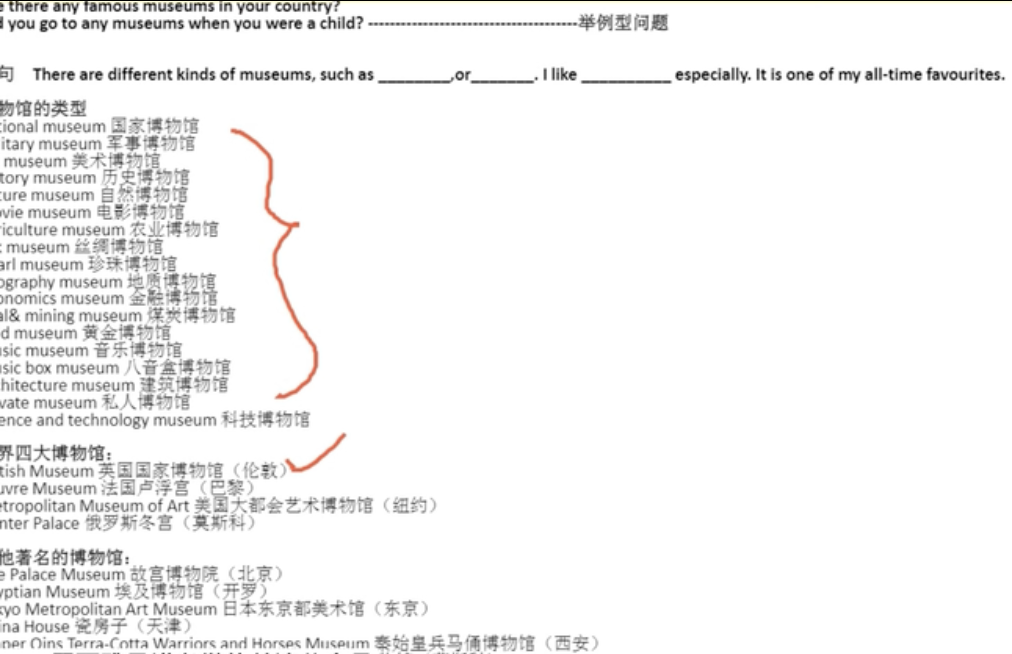 there any famous museums in your country?
you go to any museums when you were a child? -------------------------------------举例型问题
句 There are different kinds of museums, such as ________,or_______. I like __________ especially. It is one of my all-time favourites.
物馆的类型
tional museum 国家博物馆
itary museum 军事博物馆
museum 美术博物馆
tory museum 历史博物馆
ture museum 自然博物馆
ovie museum 电影博物馆
riculture museum 农业博物馆
museum 丝绸博物馆
arl museum 珍珠博物馆
ography museum 地质博物馆
onomics museum 金融博物馆
al& mining museum 煤炭博物馆
d museum 黄金博物馆
usic museum 音乐博物馆
usic box museum 八音盒博物馆
chitecture museum 建筑博物馆
vate museum 私人博物馆
ence and technology museum 科技博物馆
界四大博物馆：
tish Museum 英国国家博物馆（伦敦）
uvre Museum 法国卢浮宫（巴黎）
etropolitan Museum of Art 美国大都会艺术博物馆（纽约）
nter Palace 俄罗斯冬宫（莫斯科）
他著名的博物馆：
e Palace Museum 故宫博物院（北京）
yptian Museum 埃及博物馆（开罗）
kyo Metropolitan Art Museum 日本东京都美术馆（东京）
ina House 瓷房子（天津）
per Qins Terra-Cotta Warriors and Horses Museum 秦始皇兵马俑博物馆（西安）